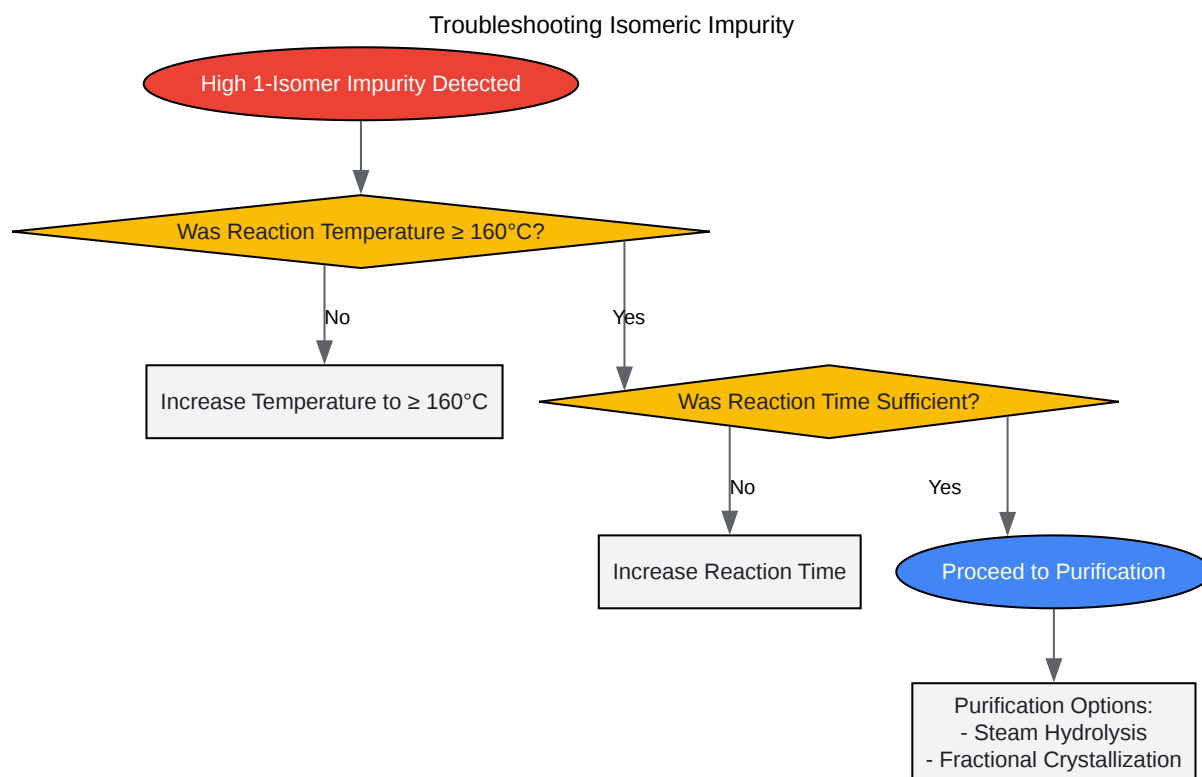 Troubleshooting Isomeric Impurity
High 1-Isomer Impurity Detected
Was Reaction Temperature ≥ 160°C?
No
Yes
Increase Temperature to ≥ 160°C
Was Reaction Time Sufficient?
No
Yes
Increase Reaction Time
Proceed to Purification
Purification Options:
- Steam Hydrolysis
- Fractional Crystallization